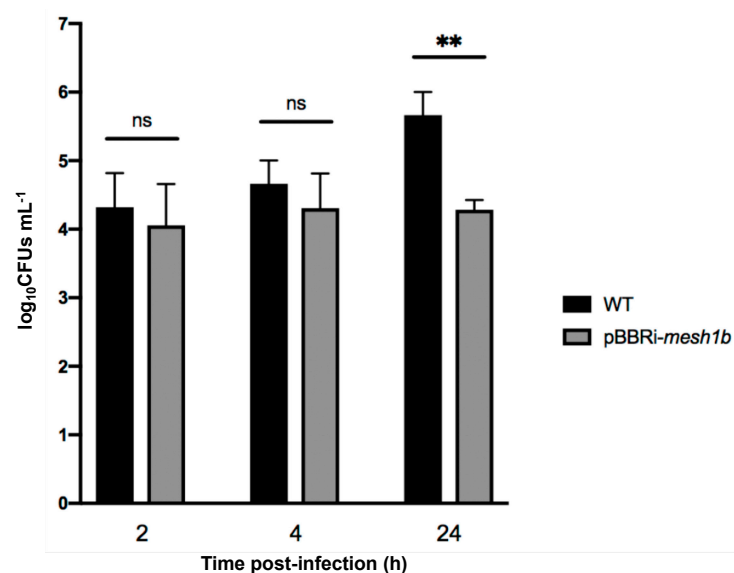 7
6
5
4
3
2
1
0
log₁₀CFUs mL⁻¹
ns
ns
**
2 4 24
Time post-infection (h)
WT
pBBRi-mesh1b